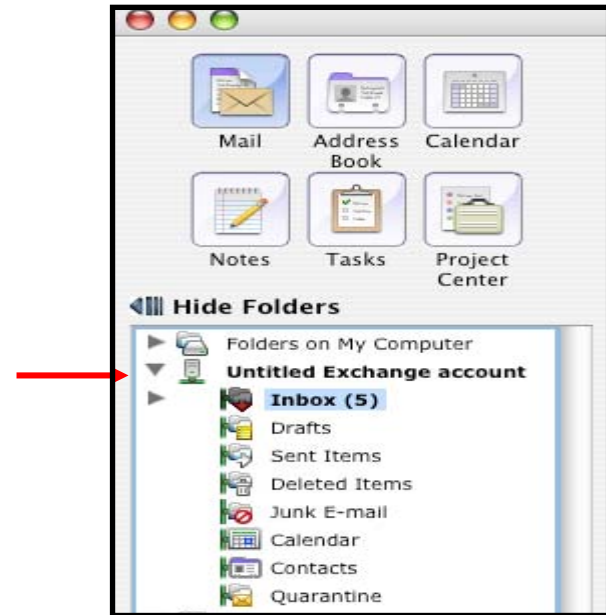 Mail
Address
Book
Calendar
Notes
Tasks
Project
Center
Hide Folders
Folders on My Computer
Untitled Exchange account
Inbox (5)
Drafts
Sent Items
Deleted Items
Junk E-mail
Calendar
Contacts
Quarantine